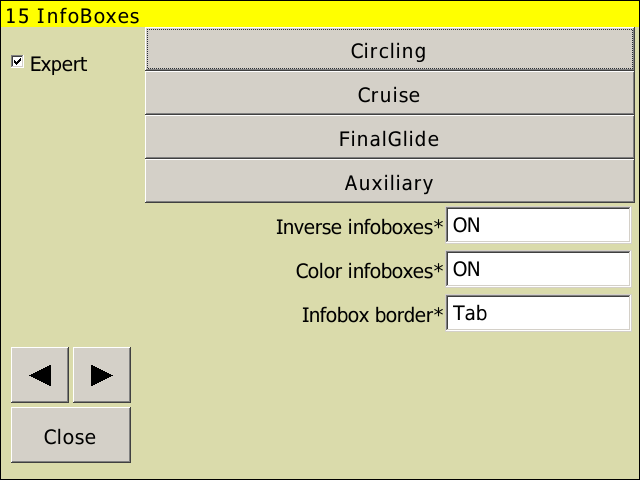 15 InfoBoxes
Expert
Circling
Cruise
FinalGlide
Auxiliary
Inverse infoboxes* ON
Color infoboxes* ON
Infobox border* Tab
Close